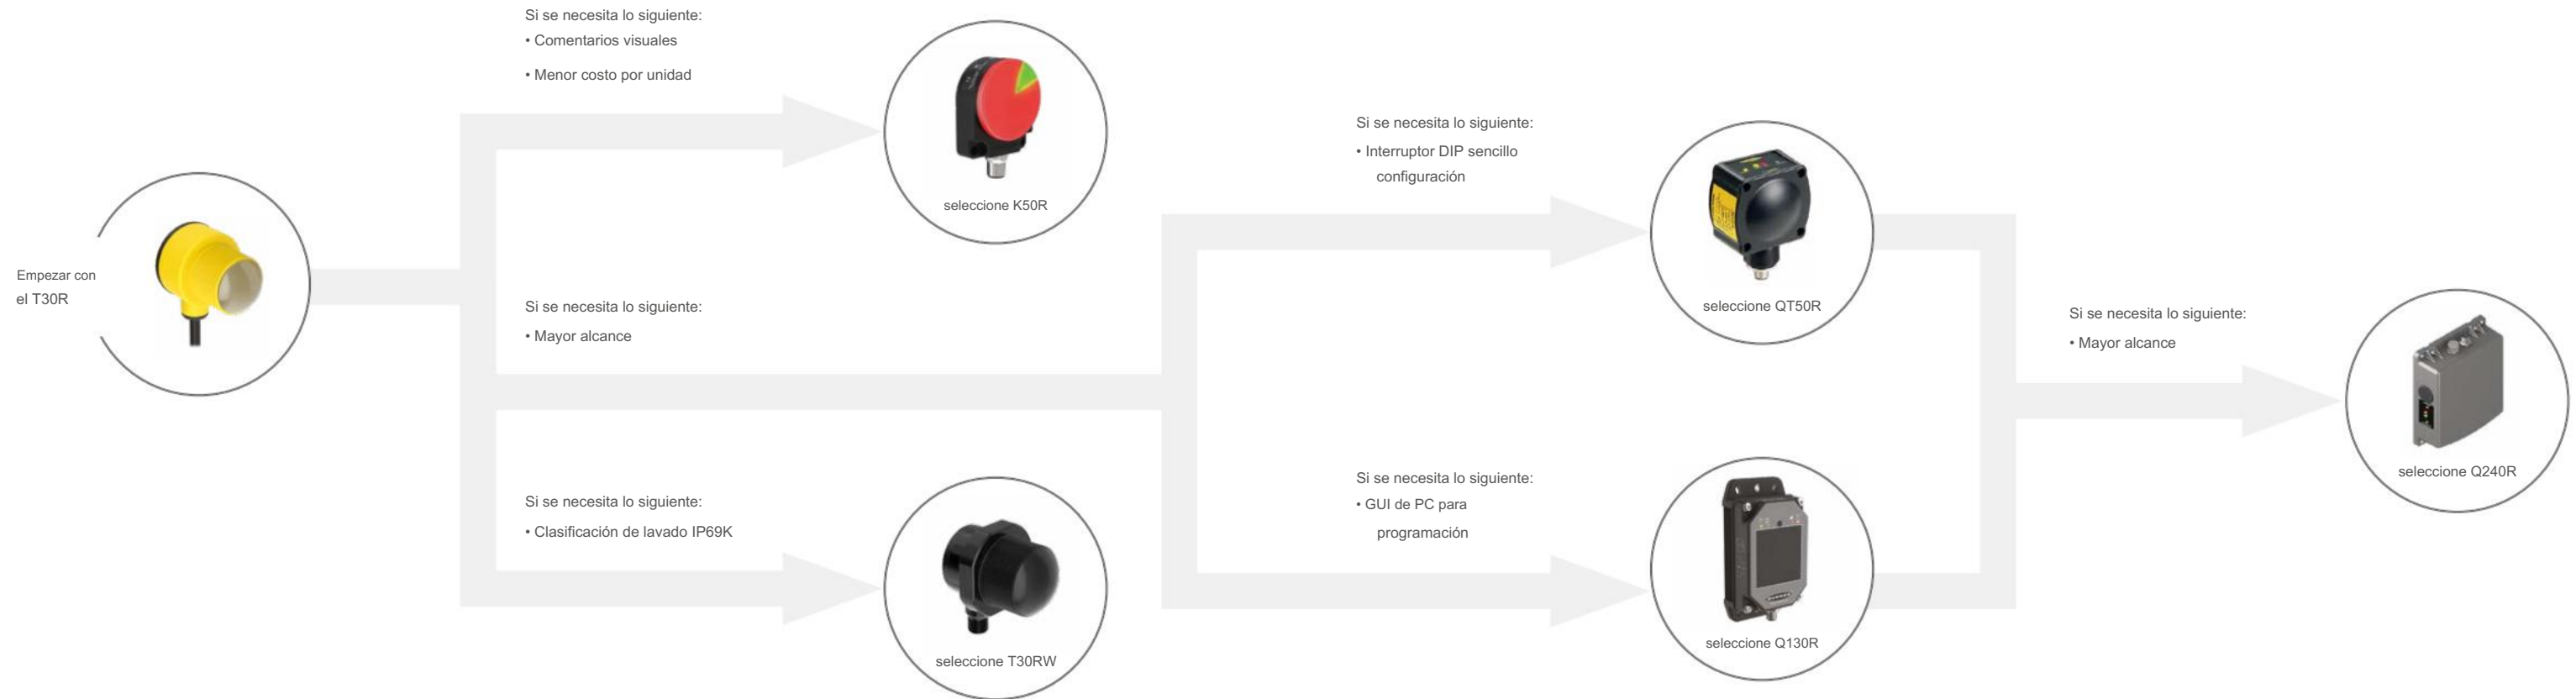 Empezar con
el T30R
Si se necesita lo siguiente:
• Comentarios visuales
• Menor costo por unidad
seleccione K50R
Si se necesita lo siguiente:
• Mayor alcance
Si se necesita lo siguiente:
• Clasificación de lavado IP69K
seleccione T30RW
Si se necesita lo siguiente:
• Interruptor DIP sencillo
configuración
seleccione QT50R
Si se necesita lo siguiente:
• GUI de PC para
programación
seleccione Q130R
Si se necesita lo siguiente:
• Mayor alcance
seleccione Q240R